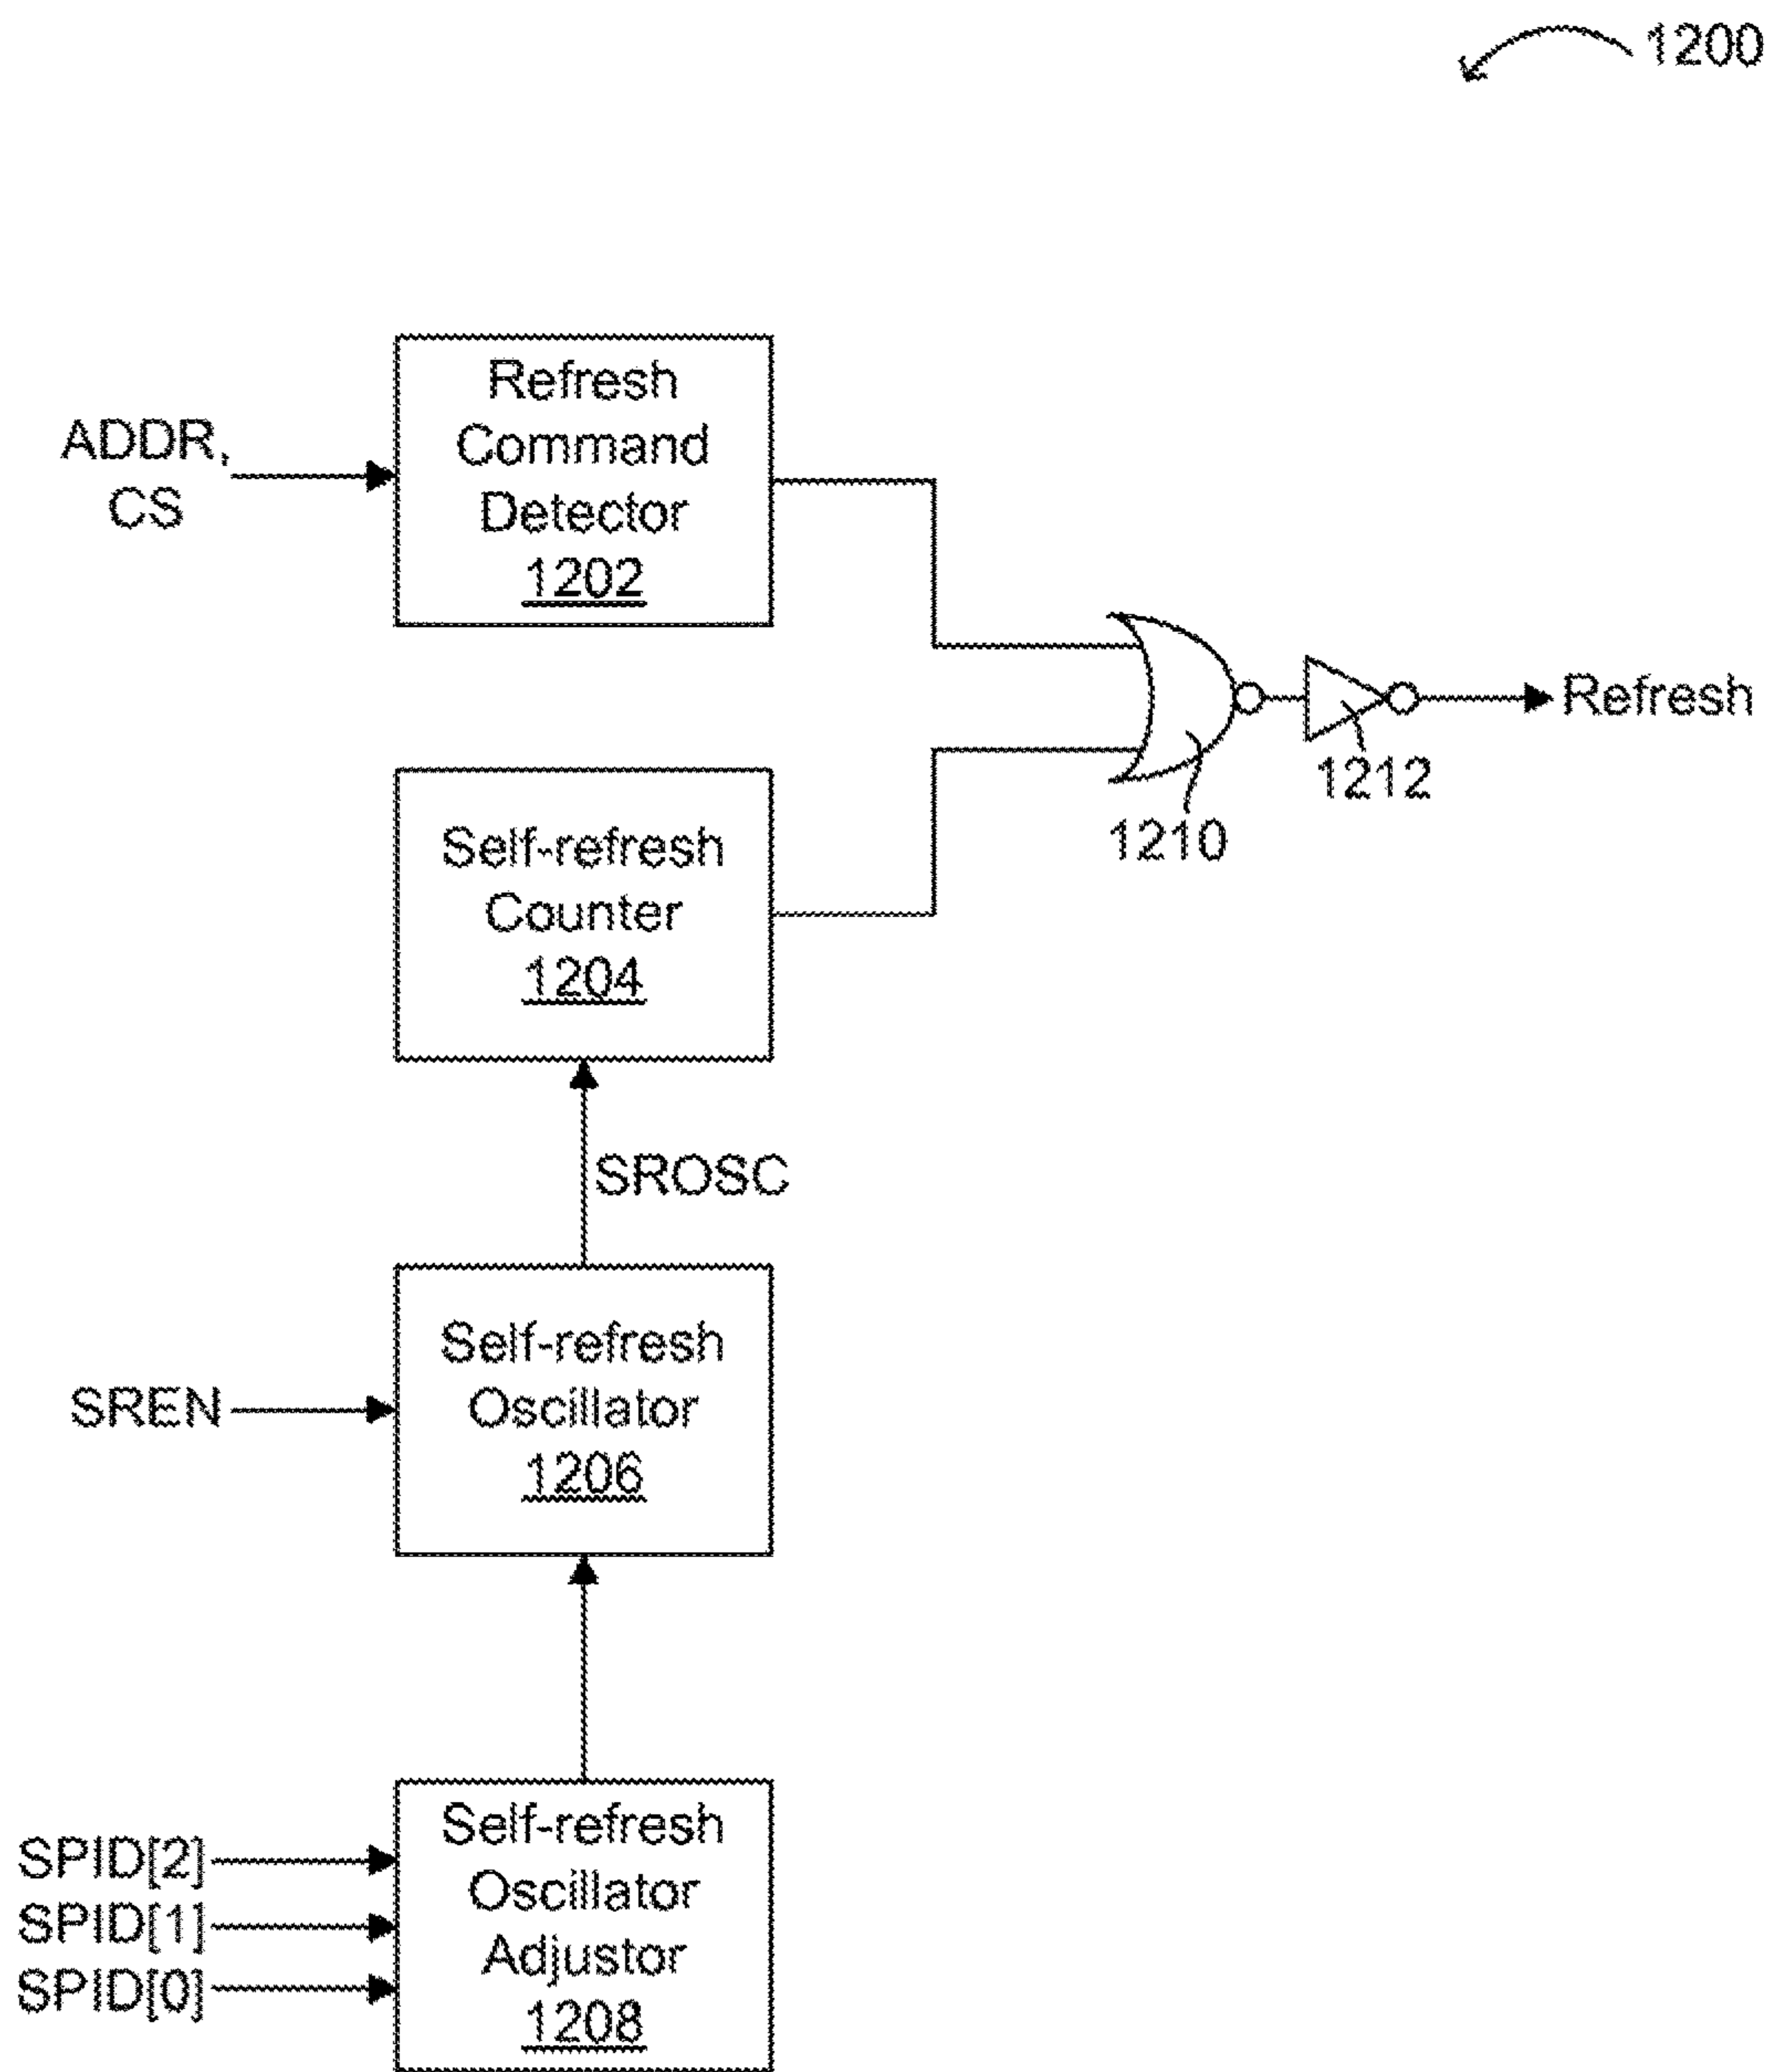 1200
Refresh
Command
Detector
1202
ADDR,
CS
Refresh
1212
1210
Self-refresh
Counter
1204
SROSC
Self-refresh
Oscillator
1206
SREN
Self-refresh
Oscillator
Adjustor
1208
SPID[2]
SPID[1]
SPID[0]